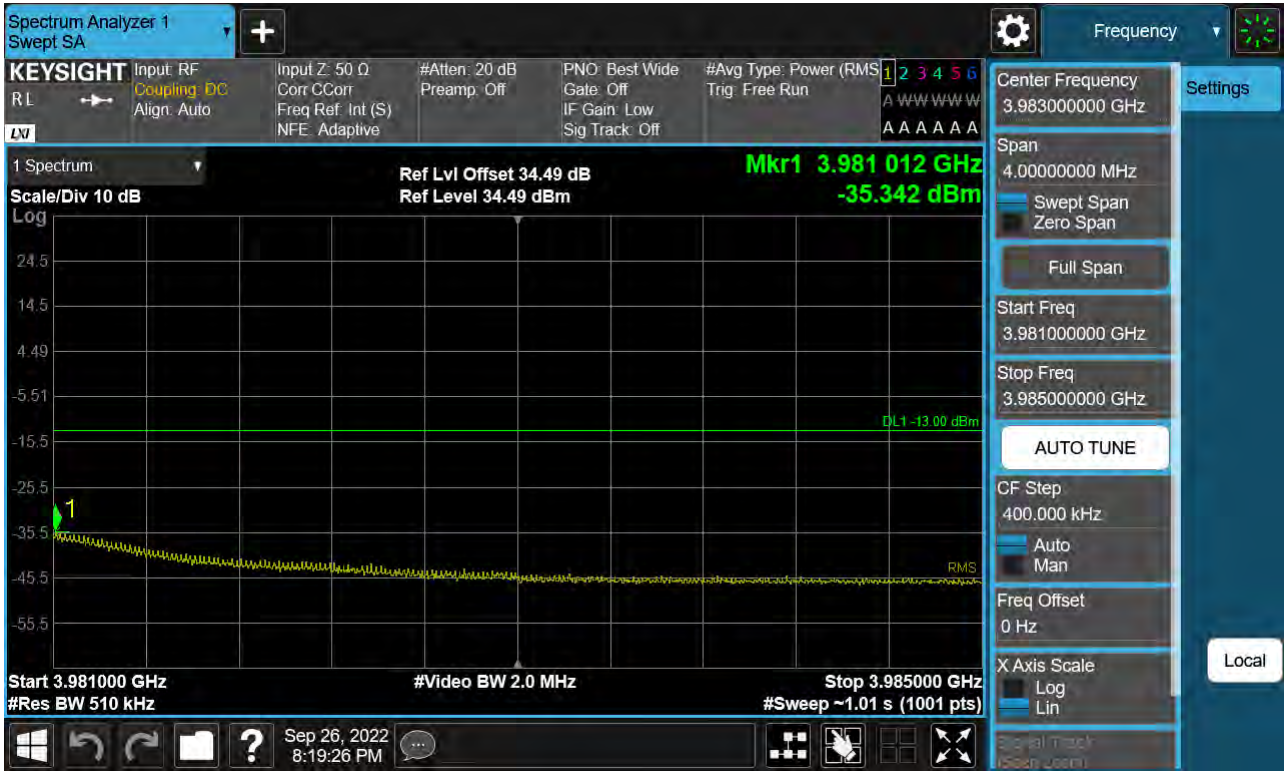 Spectrum Analyzer 1
Swept SA
+
Frequency
KEYSIGHT
RL
LXI
Input: RF
Coupling: DC
Align: Auto
Input Z: 50 Ω
Corr CCorr
Freq Ref: Int (S)
NFE: Adaptive
#Atten: 20 dB
Preamp: Off
PNO: Best Wide
Gate: Off
IF Gain: Low
Sig Track: Off
#Avg Type: Power (RMS
Trig: Free Run
1 2 3 4 5 6
A W W W W W
A A A A A A
1 Spectrum
Scale/Div 10 dB
Ref Lvl Offset 34.49 dB
Ref Level 34.49 dBm
Mkr1 3.981 012 GHz
-35.342 dBm
Log
24.5
14.5
4.49
-5.51
DL1 -13.00 dBm
-15.5
-25.5
1
-35.5
RMS
-45.5
-55.5
Start 3.981000 GHz
#Video BW 2.0 MHz
Stop 3.985000 GHz
#Res BW 510 kHz
#Sweep ~1.01 s (1001 pts)
Center Frequency
3.983000000 GHz
Settings
Span
4.00000000 MHz
Swept Span
Zero Span
Full Span
Start Freq
3.981000000 GHz
Stop Freq
3.985000000 GHz
AUTO TUNE
CF Step
400.000 kHz
Auto
Man
Freq Offset
0 Hz
X Axis Scale
Log
Lin
Local
Signal Track
(Span Zoom)
?
Sep 26, 2022
8:19:26 PM